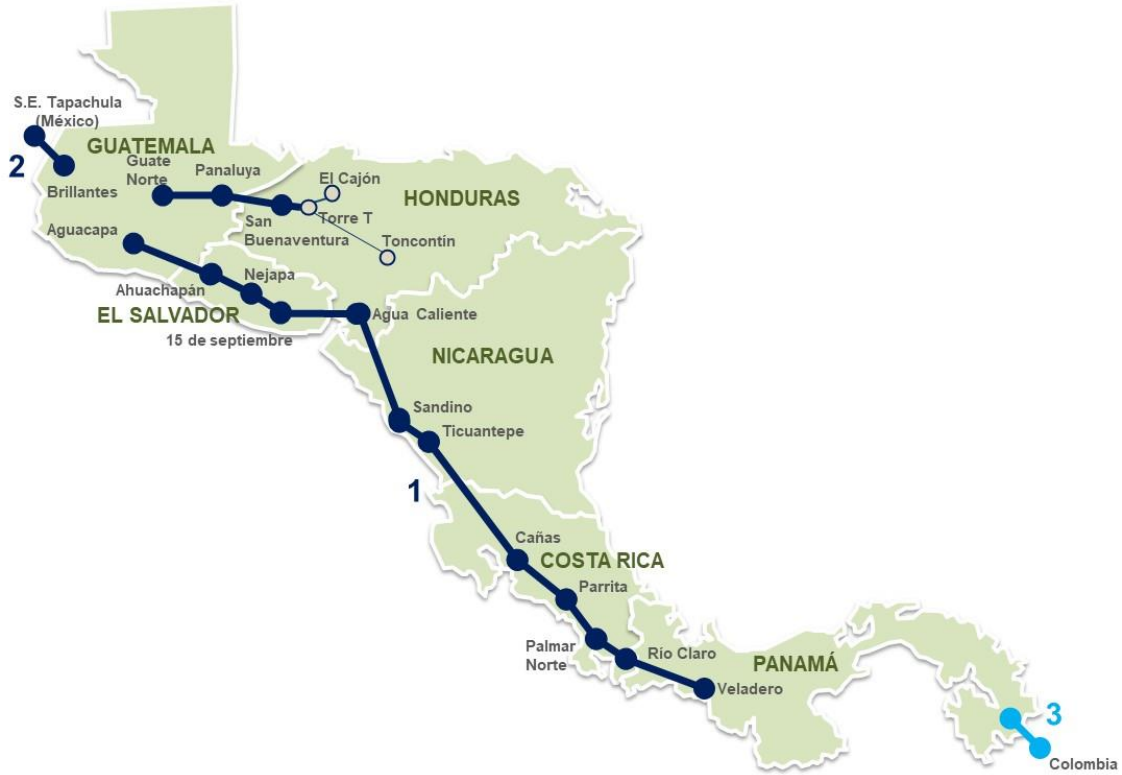 S.E. Tapachula
(México)
2
GUATEMALA
Guate
Norte
Panaluya
Brillantes
El Cajón
HONDURAS
Torre T
San
Buenaventura
Toncontín
Aguacapa
Nejapa
Ahuachapán
EL SALVADOR
15 de septiembre
Agua Caliente
NICARAGUA
Sandino
Ticuantepe
1
Cañas
COSTA RICA
Parrita
Palmar
Norte
Río Claro
PANAMÁ
Veladero
3
Colombia